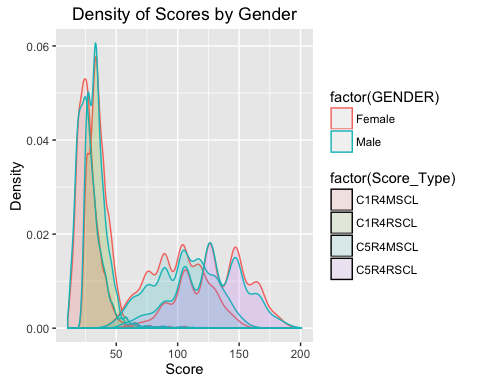 Density of Scores by Gender
0.06
0.04
0.02
0.00
Density
50
100
150
200
Score
factor(GENDER)
Female
Male
factor(Score_Type)
C1R4MSCL
C1R4RSCL
C5R4MSCL
C5R4RSCL